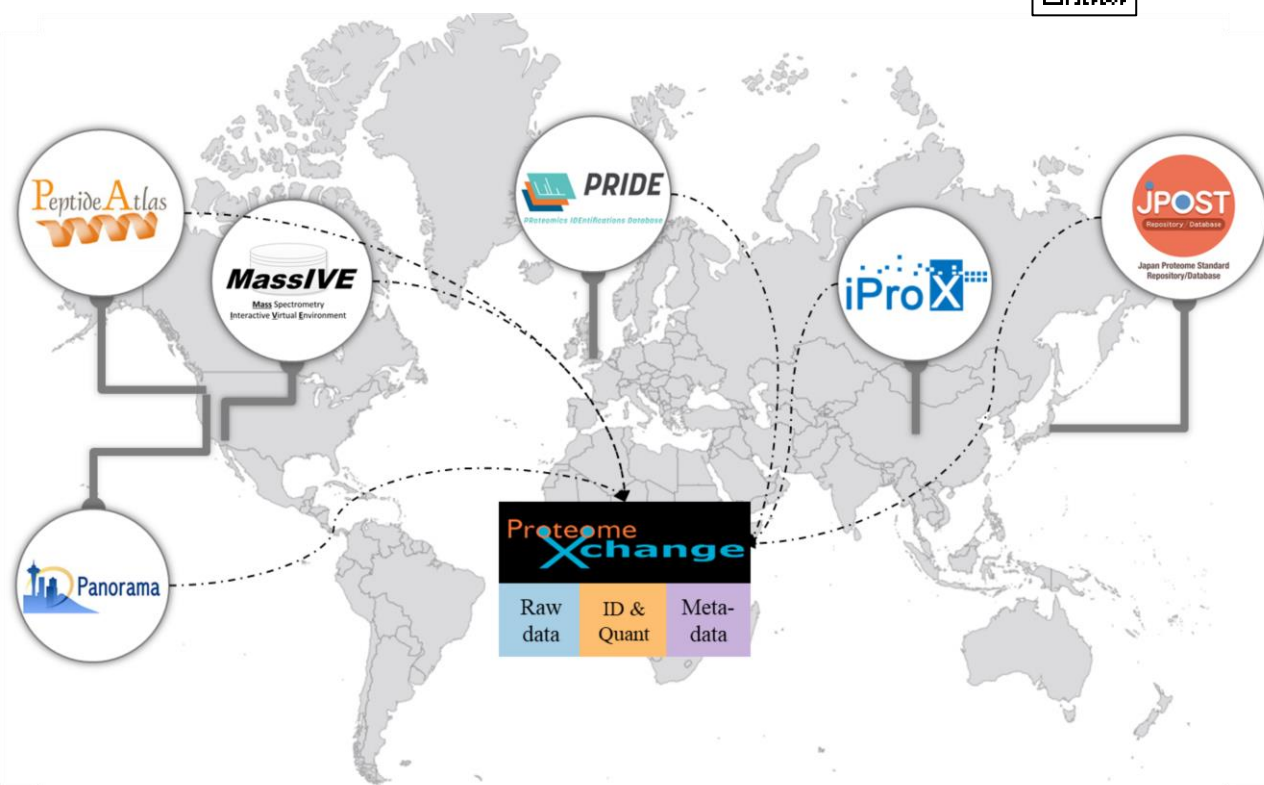 PeptideAtlas
MassIVE
Mass Spectrometry
Interactive Virtual Environment
PRIDE
PRoteomics IDEntifications Database
iProX
JPOST
Repository / Database
Japan Proteome Standard
Repository/Database
Panorama
Proteome
Xchange
Raw
data
ID &
Quant
Meta-
data